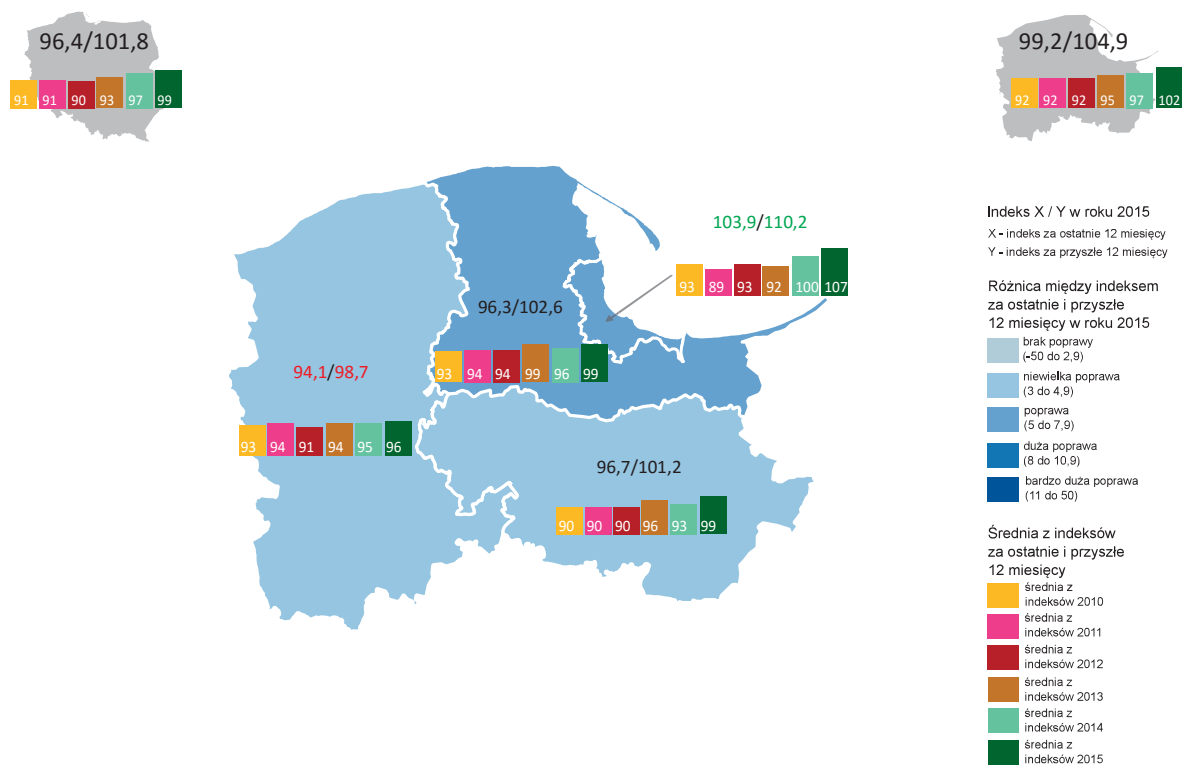 96,4/101,8
91 91 90 93 97 99
99,2/104,9
92 92 92 95 97 102
103,9/110,2
93 89 93 92 100 107
96,3/102,6
93 94 94 99 96 99
94,1/98,7
93 94 91 94 95 96
96,7/101,2
90 90 90 96 93 99
Indeks X / Y w roku 2015
X - indeks za ostatnie 12 miesięcy
Y - indeks za przyszłe 12 miesięcy
Różnica między indeksem
za ostatnie i przyszłe
12 miesięcy w roku 2015
brak poprawy
(-50 do 2,9)
niewielka poprawa
(3 do 4,9)
poprawa
(5 do 7,9)
duża poprawa
(8 do 10,9)
bardzo duża poprawa
(11 do 50)
Średnia z indeksów
za ostatnie i przyszłe
12 miesięcy
średnia z
indeksów 2010
średnia z
indeksów 2011
średnia z
indeksów 2012
średnia z
indeksów 2013
średnia z
indeksów 2014
średnia z
indeksów 2015